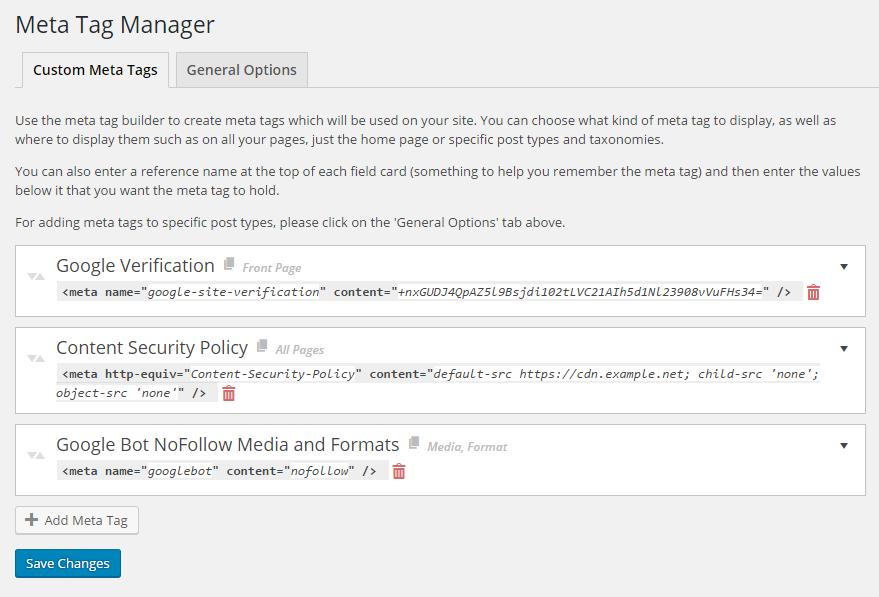 Meta Tag Manager
Custom Meta Tags
General Options
Use the meta tag builder to create meta tags which will be used on your site. You can choose what kind of meta tag to display, as well as
where to display them such as on all your pages, just the home page or specific post types and taxonomies.
You can also enter a reference name at the top of each field card (something to help you remember the meta tag) and then enter the values
below it that you want the meta tag to hold.
For adding meta tags to specific post types, please click on the 'General Options' tab above.
Google Verification Front Page
<meta name="google-site-verification" content="+nxGUDJ4QpAZ5l9Bsjdi102tLVC21AIh5d1Nl23908vVuFHs34=" />
Content Security Policy All Pages
<meta http-equiv="Content-Security-Policy" content="default-src https://cdn.example.net; child-src 'none';
object-src 'none'" />
Google Bot NoFollow Media and Formats Media, Format
<meta name="googlebot" content="nofollow" />
Add Meta Tag
Save Changes